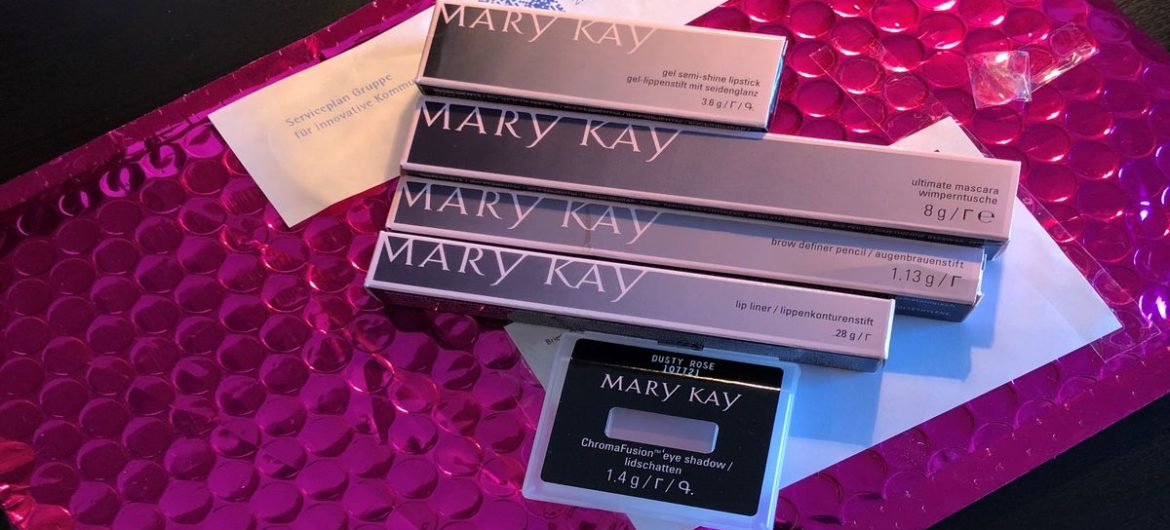 MARY KAY
gel semi-shine lipstick
gel-lippenstift mit seidenglanz
3.6 g / Г / Գ.
Serviceplan Gruppe
für innovative Kommu
MARY KAY
ultimate mascara
wimperntusche
8 g / Г ℮
MARY KAY
brow definer pencil / augenbrauenstift
1.13 g / Г
MARY KAY
lip liner / lippenkonturenstift
.28 g / Г
DUSTY ROSE
[0772]
MARY KAY
ChromaFusion™ eye shadow /
lidschatten
1.4 g / Г / Գ.